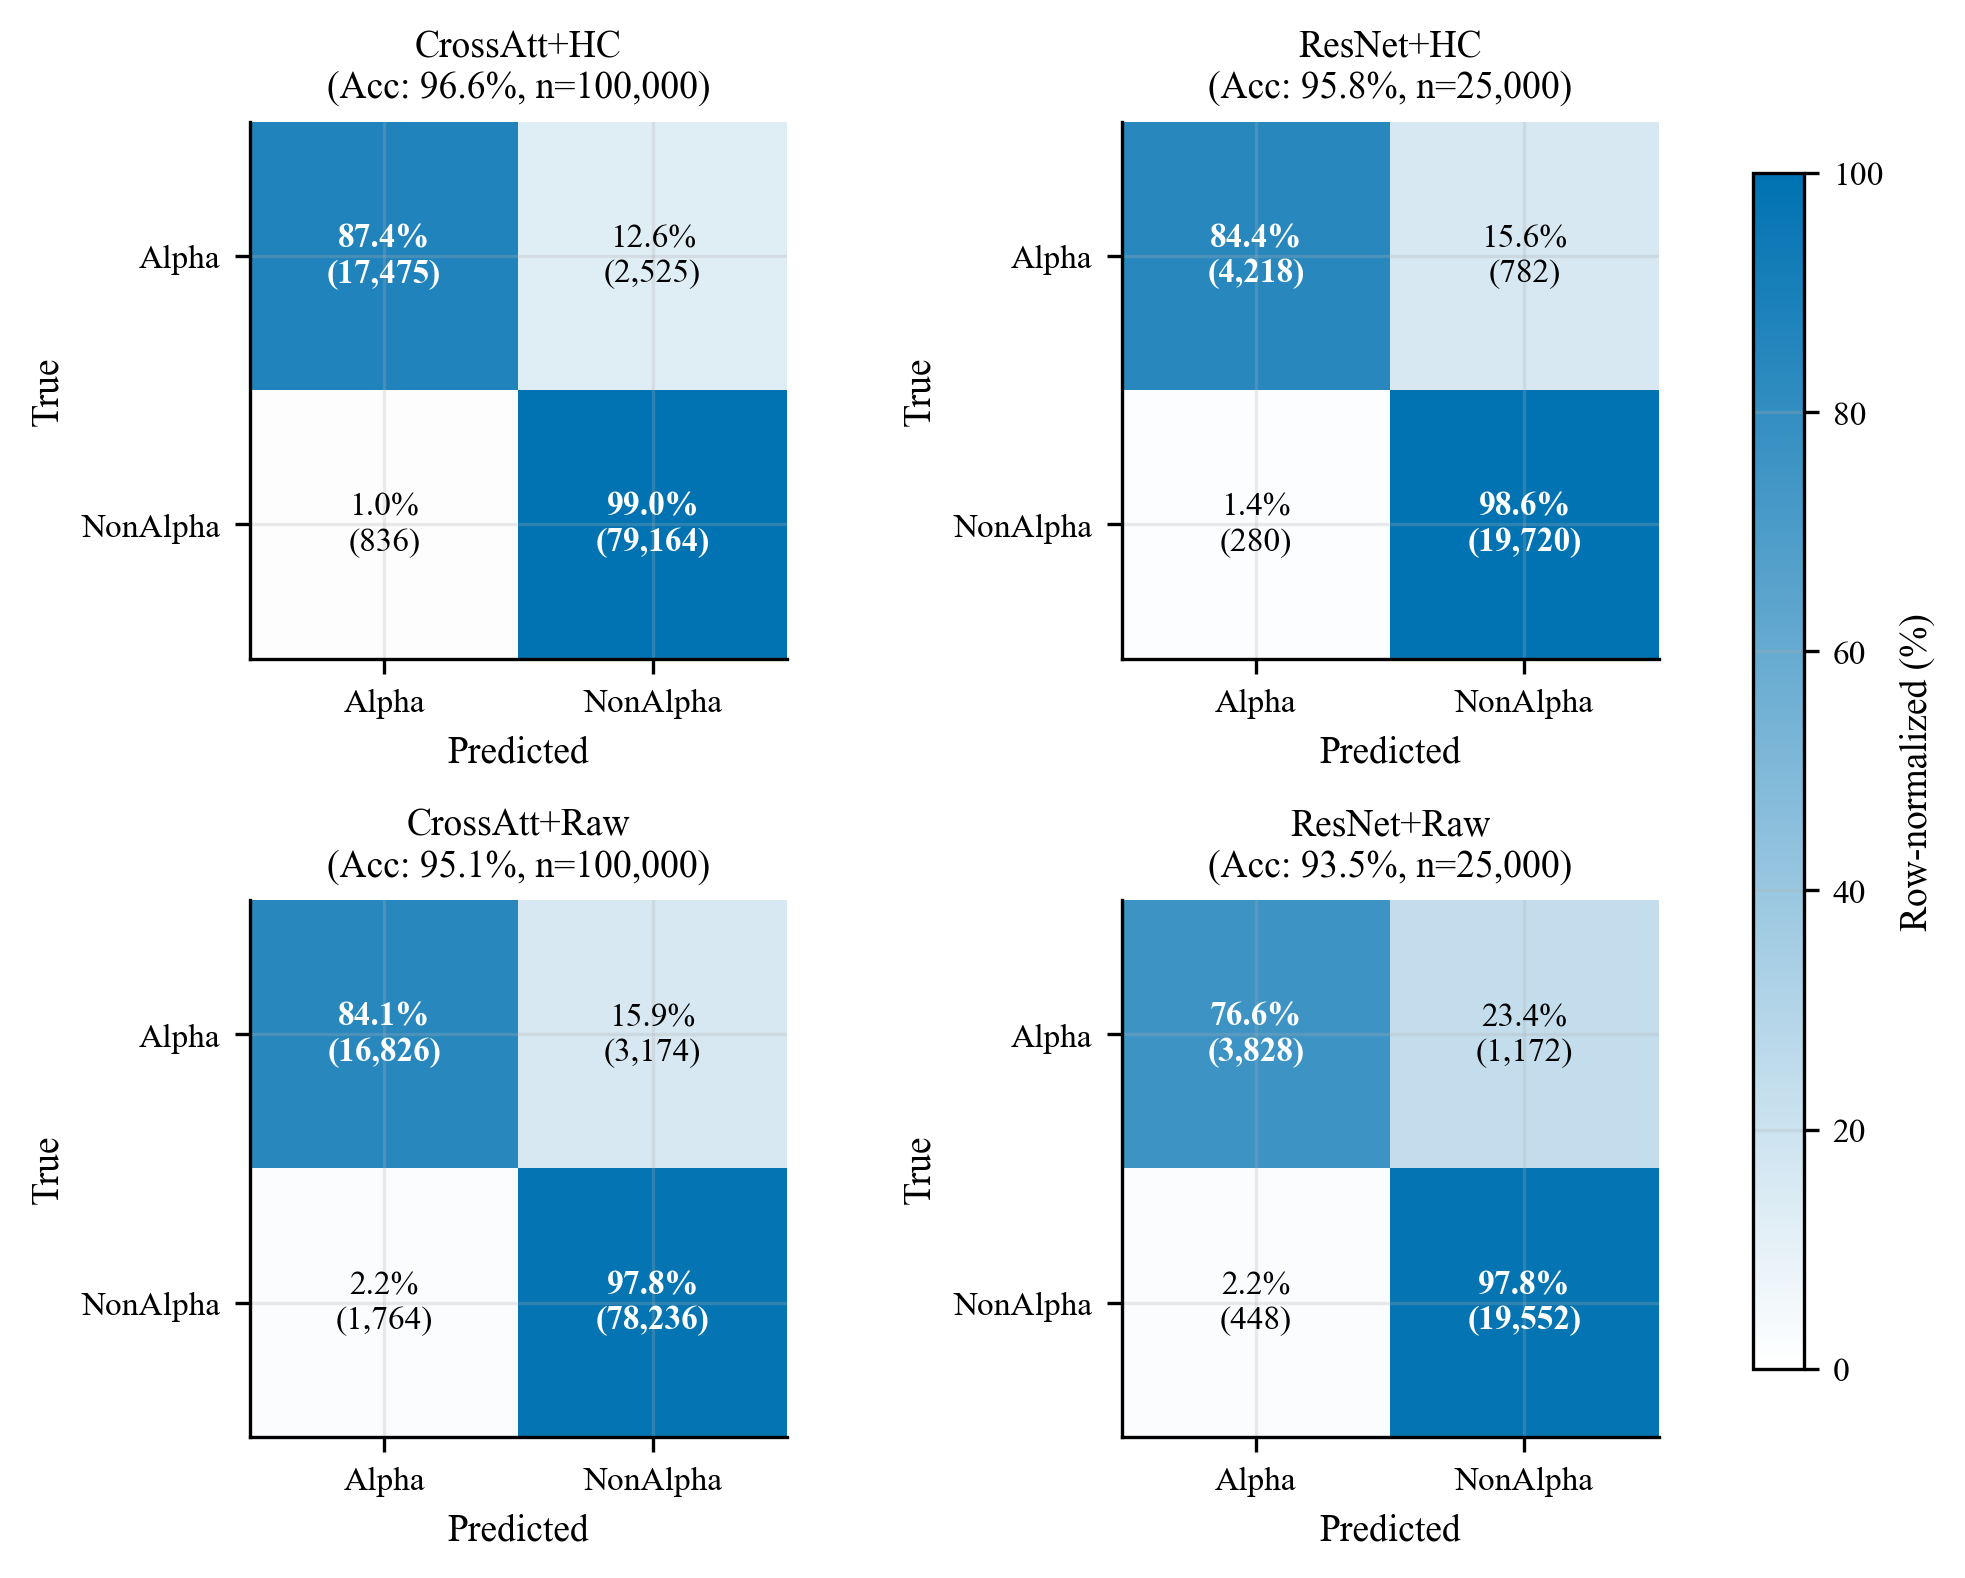 CrossAtt+HC
(Acc: 96.6%, n=100,000)
True
Alpha
87.4%
(17,475)
12.6%
(2,525)
NonAlpha
1.0%
(836)
99.0%
(79,164)
Alpha
NonAlpha
Predicted
ResNet+HC
(Acc: 95.8%, n=25,000)
True
Alpha
84.4%
(4,218)
15.6%
(782)
NonAlpha
1.4%
(280)
98.6%
(19,720)
Alpha
NonAlpha
Predicted
CrossAtt+Raw
(Acc: 95.1%, n=100,000)
True
Alpha
84.1%
(16,826)
15.9%
(3,174)
NonAlpha
2.2%
(1,764)
97.8%
(78,236)
Alpha
NonAlpha
Predicted
ResNet+Raw
(Acc: 93.5%, n=25,000)
True
Alpha
76.6%
(3,828)
23.4%
(1,172)
NonAlpha
2.2%
(448)
97.8%
(19,552)
Alpha
NonAlpha
Predicted
100
80
60
40
20
0
Row-normalized (%)